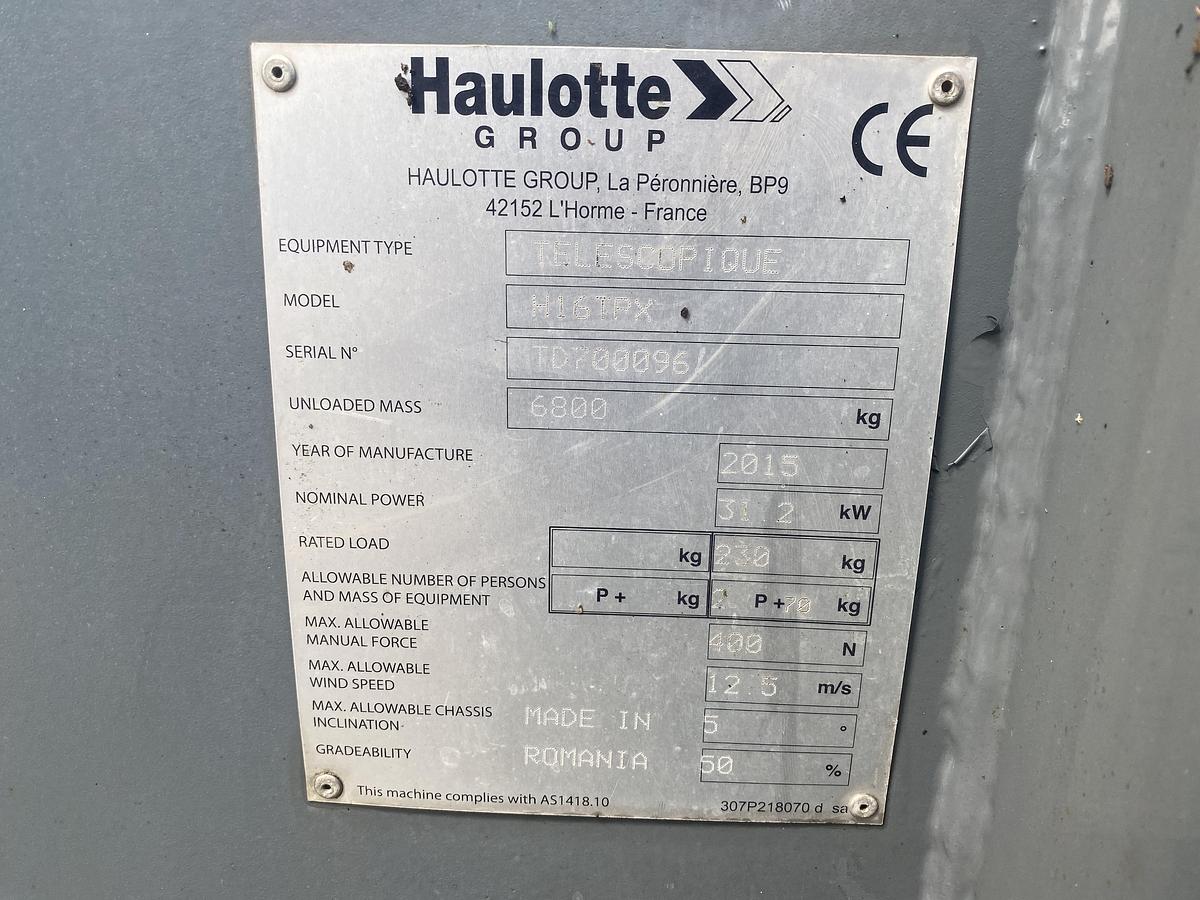 Haulotte
GROUP
CE
HAULOTTE GROUP, La Péronnière, BP9
42152 L'Horme - France
EQUIPMENT TYPE TELESCOPIQUE
MODEL H16TPX
SERIAL N° TD700096
UNLOADED MASS 6800 kg
YEAR OF MANUFACTURE 2015
NOMINAL POWER 31.2 kW
RATED LOAD kg 230 kg
ALLOWABLE NUMBER OF PERSONS
AND MASS OF EQUIPMENT P + kg 2 P + 70 kg
MAX. ALLOWABLE
MANUAL FORCE 400 N
MAX. ALLOWABLE
WIND SPEED 12.5 m/s
MAX. ALLOWABLE CHASSIS
INCLINATION MADE IN 5 °
GRADEABILITY ROMANIA 50 %
This machine complies with AS1418.10 307P218070 d sa